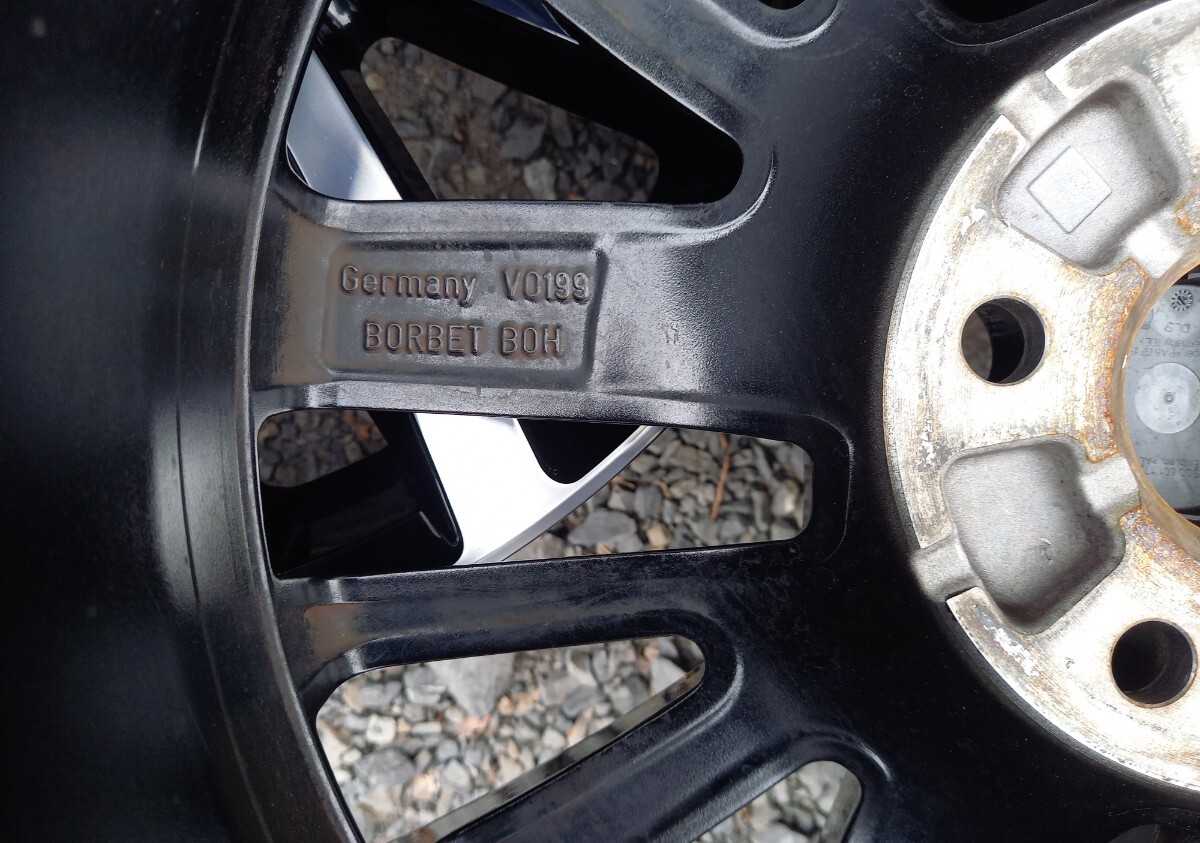 Germany V0199
BORBET BOH